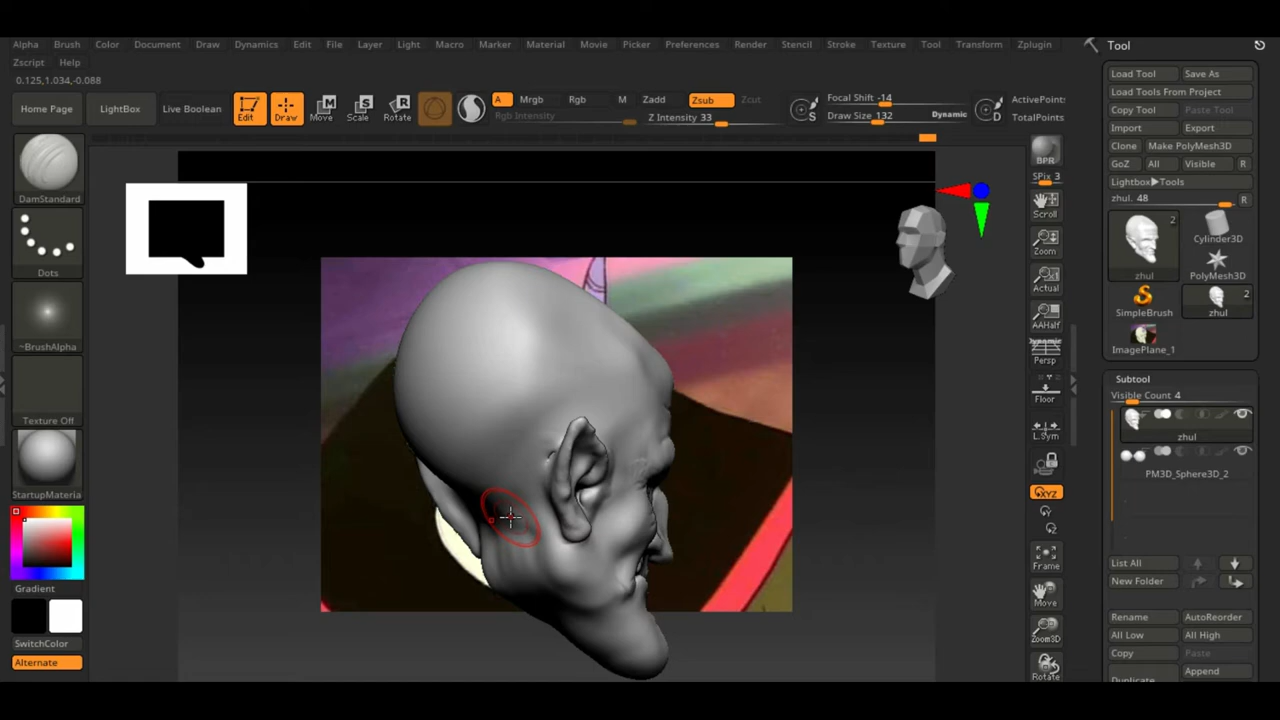 Alpha Brush Color Document Draw Dynamics Edit File Layer Light Macro Marker Material Movie Picker Preferences Render Stencil Stroke Texture Tool Transform Zplugin
Zscript Help
0.125,1.034,-0.088
Home Page LightBox Live Boolean Edit Draw Move Scale Rotate
A Mrgb Rgb M Zadd Zsub Zcut
Rgb Intensity Z Intensity 33
Focal Shift -14
Draw Size 132 Dynamic
ActivePoints:
TotalPoints
DamStandard
Dots
~BrushAlpha
Texture Off
StartupMateria
Gradient
SwitchColor
Alternate
BPR
SPix 3
Scroll
Zoom
Actual
AAHalf
Dynamic
Persp
Floor
L.Sym
XYZ
Frame
Move
Zoom3D
Rotate
Tool
Load Tool Save As
Load Tools From Project
Copy Tool Paste Tool
Import Export
Clone Make PolyMesh3D
GoZ All Visible R
Lightbox▶Tools
zhul. 48 R
2
zhul
Cylinder3D
PolyMesh3D
SimpleBrush
2
zhul
ImagePlane_1
Subtool
Visible Count 4
zhul
PM3D_Sphere3D_2
List All
New Folder
Rename AutoReorder
All Low All High
Copy Paste
Duplicate Append